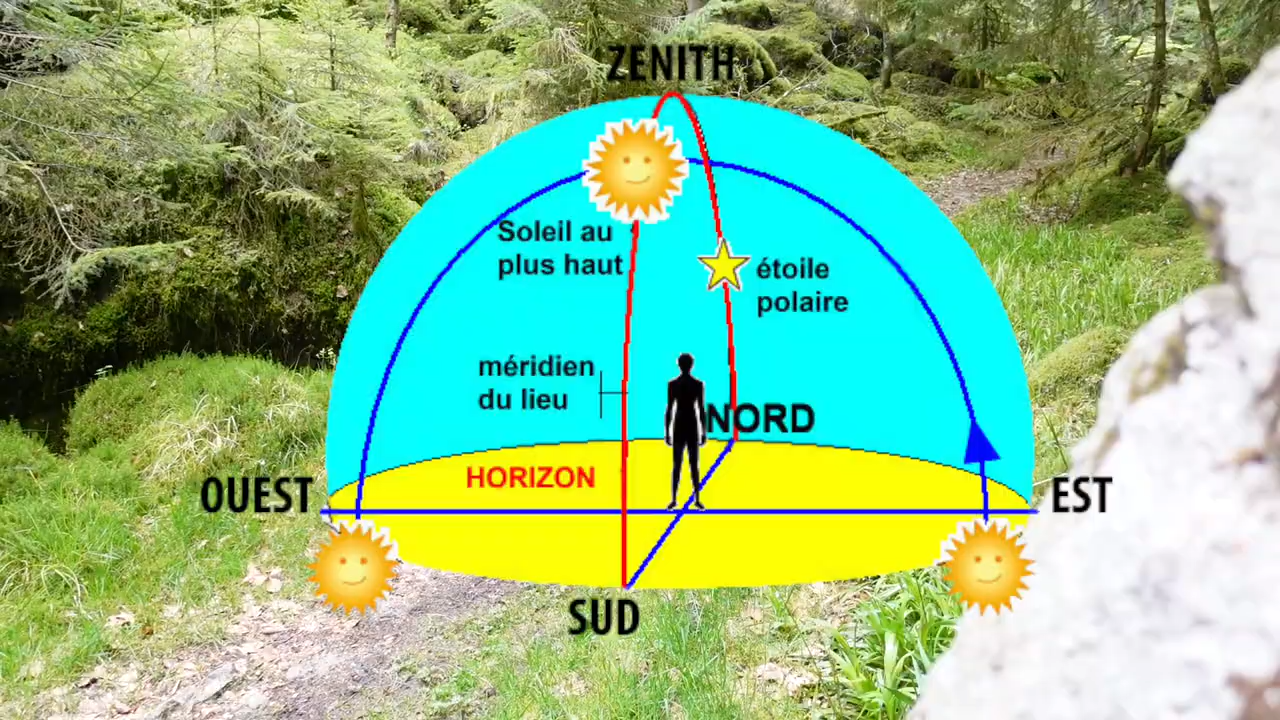 ZENITH
Soleil au
plus haut
étoile
polaire
méridien
du lieu
NORD
HORIZON
OUEST
EST
SUD